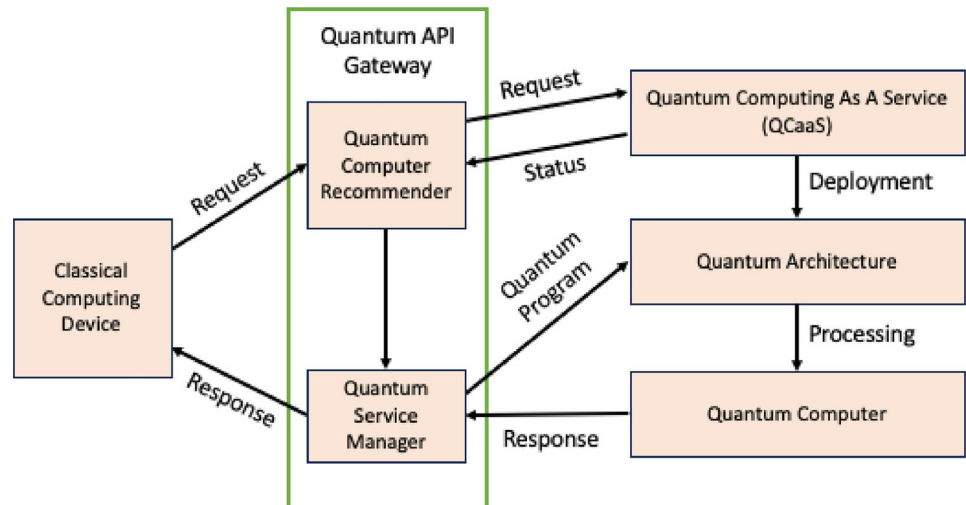 Quantum API
Gateway
Request
Quantum Computing As A Service
(QCaaS)
Quantum
Computer
Recommender
Status
Request
Deployment
Classical
Computing
Device
Quantum
Program
Quantum Architecture
Processing
Response
Quantum
Service
Manager
Response
Quantum Computer